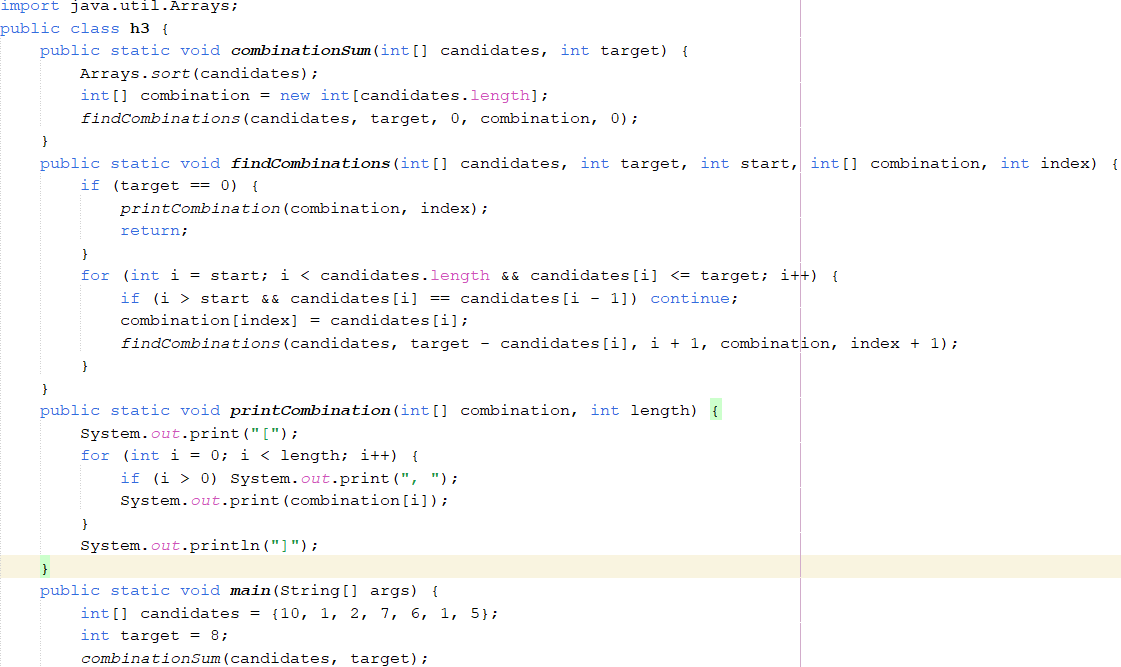 import java.util.Arrays;
public class h3 {
    public static void combinationSum(int[] candidates, int target) {
        Arrays.sort(candidates);
        int[] combination = new int[candidates.length];
        findCombinations(candidates, target, 0, combination, 0);
    }
    public static void findCombinations(int[] candidates, int target, int start, int[] combination, int index) {
        if (target == 0) {
            printCombination(combination, index);
            return;
        }
        for (int i = start; i < candidates.length && candidates[i] <= target; i++) {
            if (i > start && candidates[i] == candidates[i - 1]) continue;
            combination[index] = candidates[i];
            findCombinations(candidates, target - candidates[i], i + 1, combination, index + 1);
        }
    }
    public static void printCombination(int[] combination, int length) {
        System.out.print("[");
        for (int i = 0; i < length; i++) {
            if (i > 0) System.out.print(", ");
            System.out.print(combination[i]);
        }
        System.out.println("]");
    }
    public static void main(String[] args) {
        int[] candidates = {10, 1, 2, 7, 6, 1, 5};
        int target = 8;
        combinationSum(candidates, target);